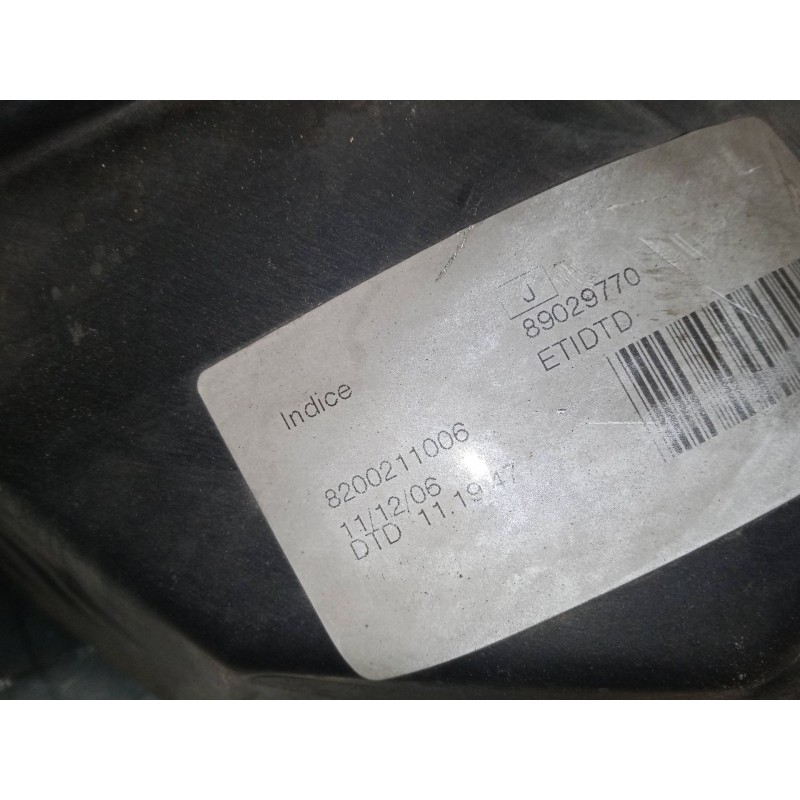 Indice
J
8200211006
89029770
11/12/06
ETIDTD
DTD 11.19.47